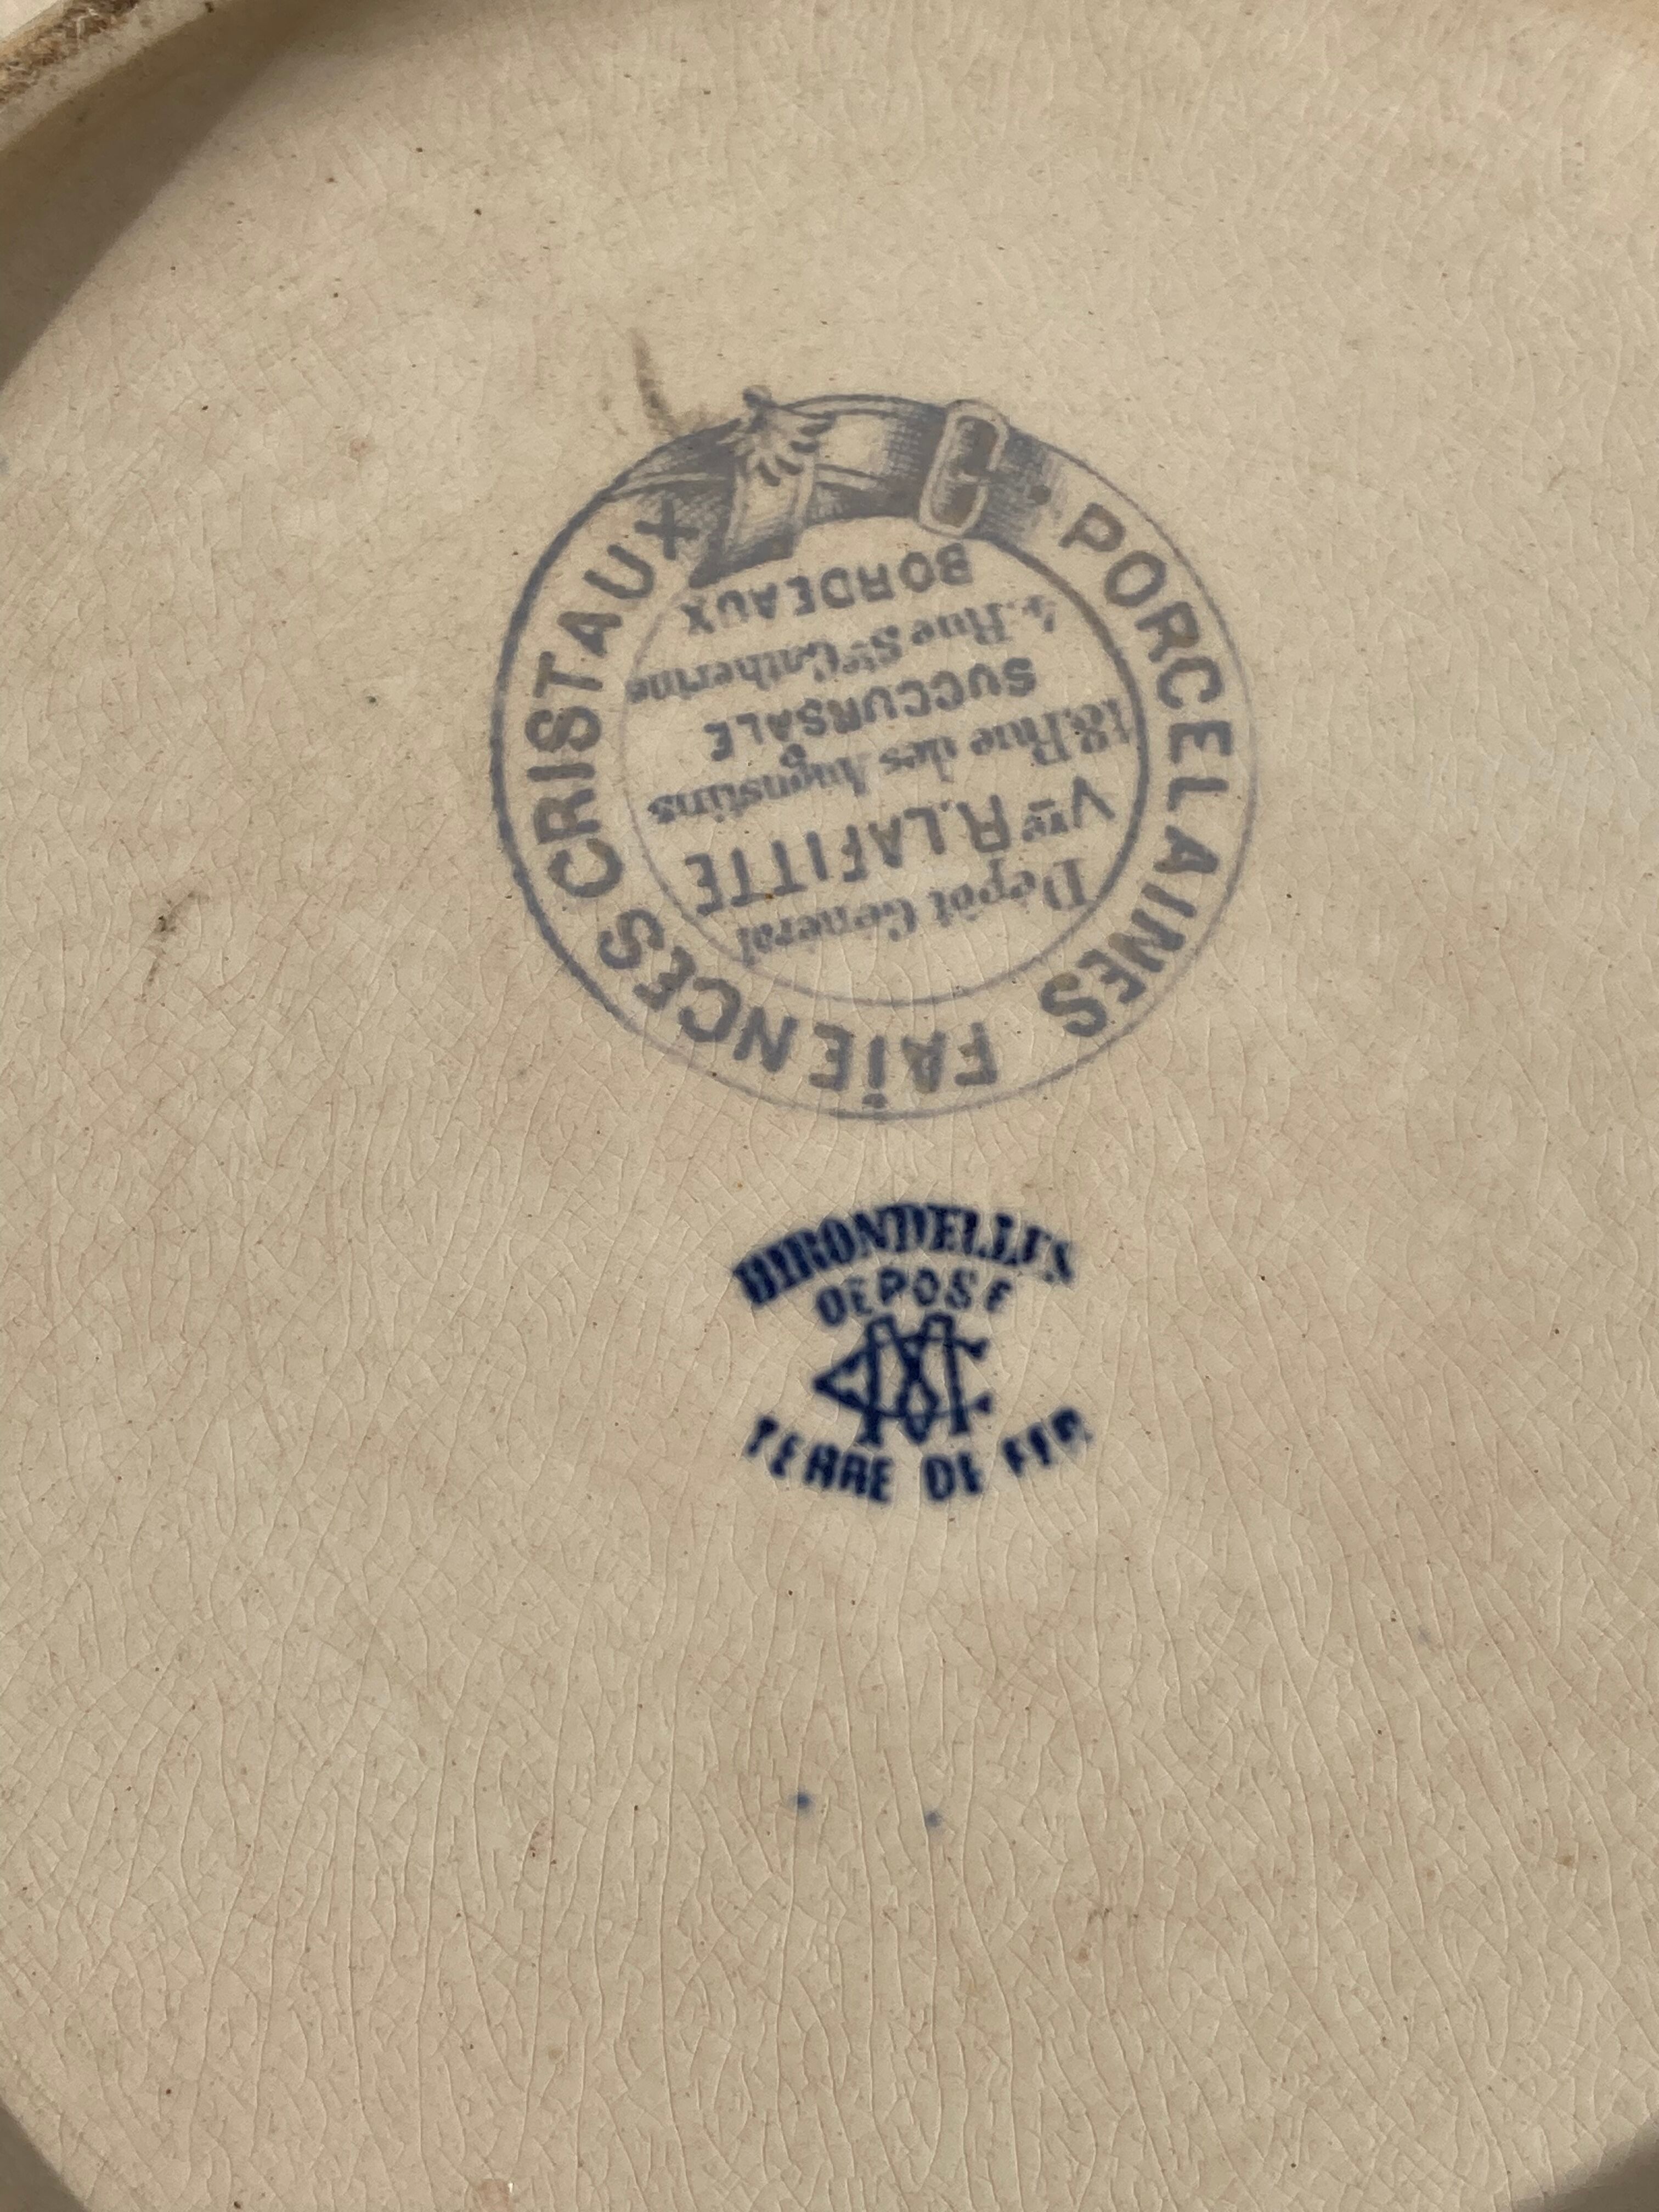 PORCELAINES FAÏENCES CRISTAUX
Dépôt Général
Vve R. LAFITTE
18, Rue des Augustins
SUCCURSALE
4, Rue Ste Catherine
BORDEAUX
HIRONDELLES
DÉPOSÉ
TERRE DE FER